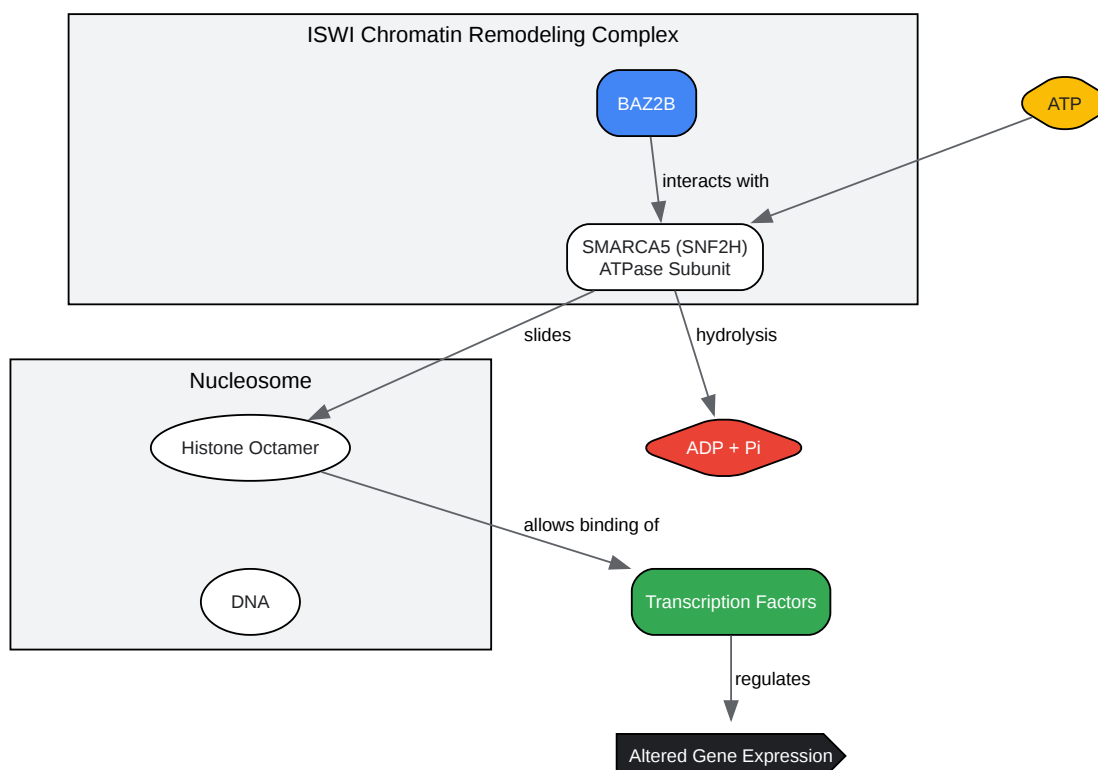 ISWI Chromatin Remodeling Complex
BAZ2B
ATP
interacts with
SMARCA5 (SNF2H)
ATPase Subunit
slides
hydrolysis
Nucleosome
Histone Octamer
ADP + Pi
allows binding of
DNA
Transcription Factors
regulates
Altered Gene Expression